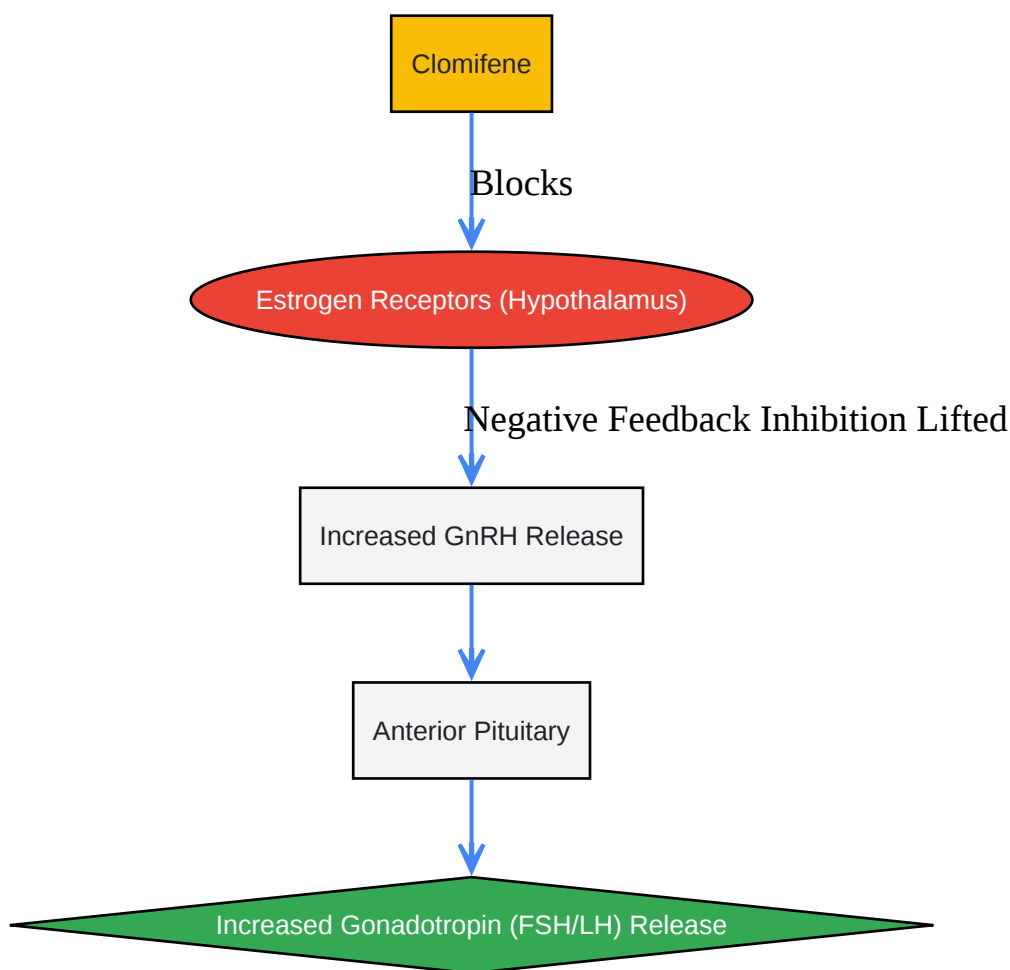 Clomifene
Blocks
Estrogen Receptors (Hypothalamus)
Negative Feedback Inhibition Lifted
Increased GnRH Release
Anterior Pituitary
Increased Gonadotropin (FSH/LH) Release